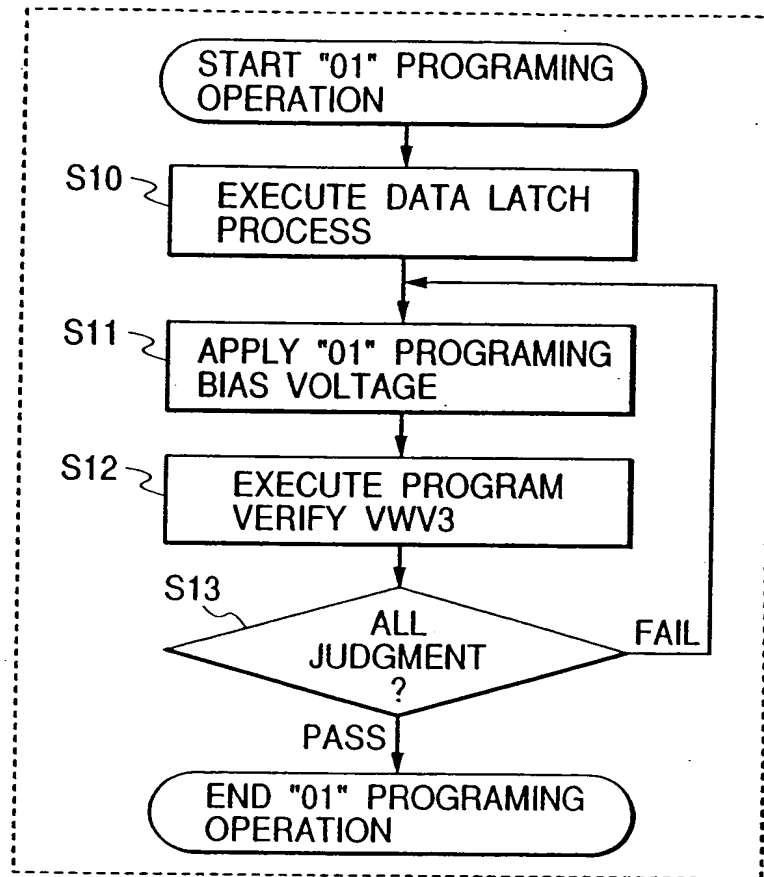 START "01" PROGRAMING
OPERATION
S10
EXECUTE DATA LATCH
PROCESS
S11
APPLY "01" PROGRAMING
BIAS VOLTAGE
S12
EXECUTE PROGRAM
VERIFY VWV3
S13
ALL
JUDGMENT
?
FAIL
PASS
END "01" PROGRAMING
OPERATION